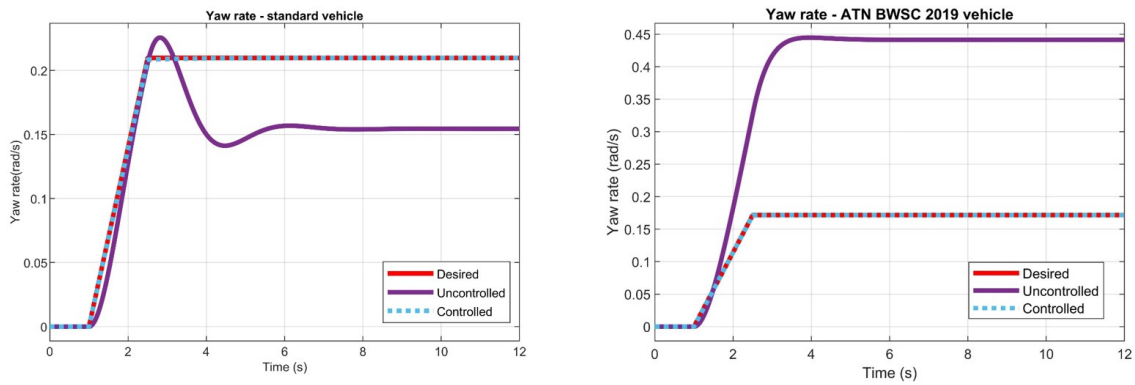 Yaw rate - standard vehicle
0.2
0.15
0.1
0.05
0
Yaw rate(rad/s)
0 2 4 6 8 10 12
Time (s)
Desired
Uncontrolled
Controlled
Yaw rate - ATN BWSC 2019 vehicle
0.45
0.4
0.35
0.3
0.25
0.2
0.15
0.1
0.05
0
Yaw rate (rad/s)
0 2 4 6 8 10 12
Time (s)
Desired
Uncontrolled
Controlled